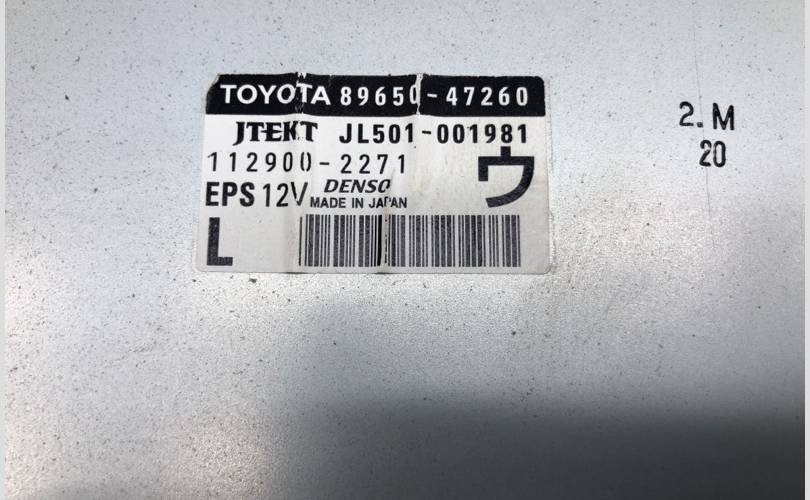 TOYOTA 89650-47260
JTEKT JL501-001981
112900-2271
ウ
EPS 12V DENSO
MADE IN JAPAN
L
2. M
20